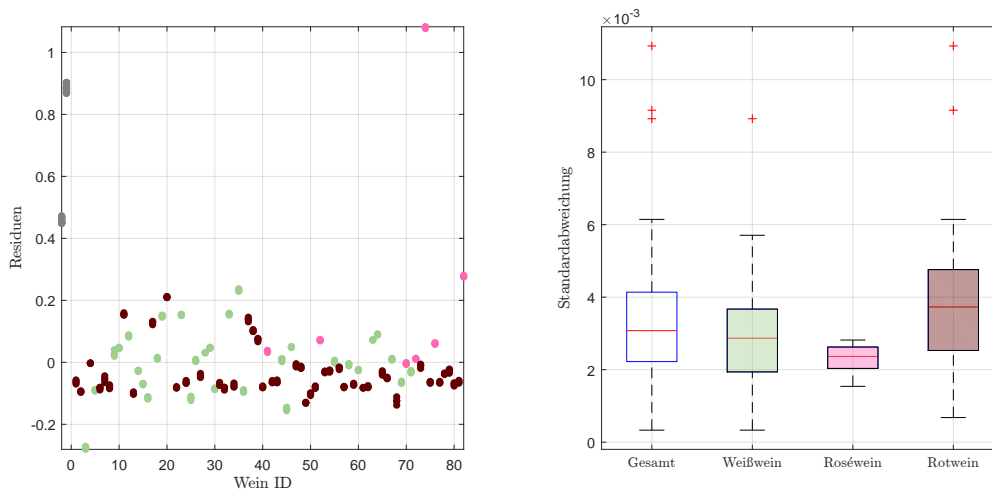 1
0.8
0.6
0.4
0.2
0
-0.2
0 10 20 30 40 50 60 70 80
Wein ID
Residuen
×10⁻³
10
8
6
4
2
0
Gesamt Weißwein Roséwein Rotwein
Standardabweichung